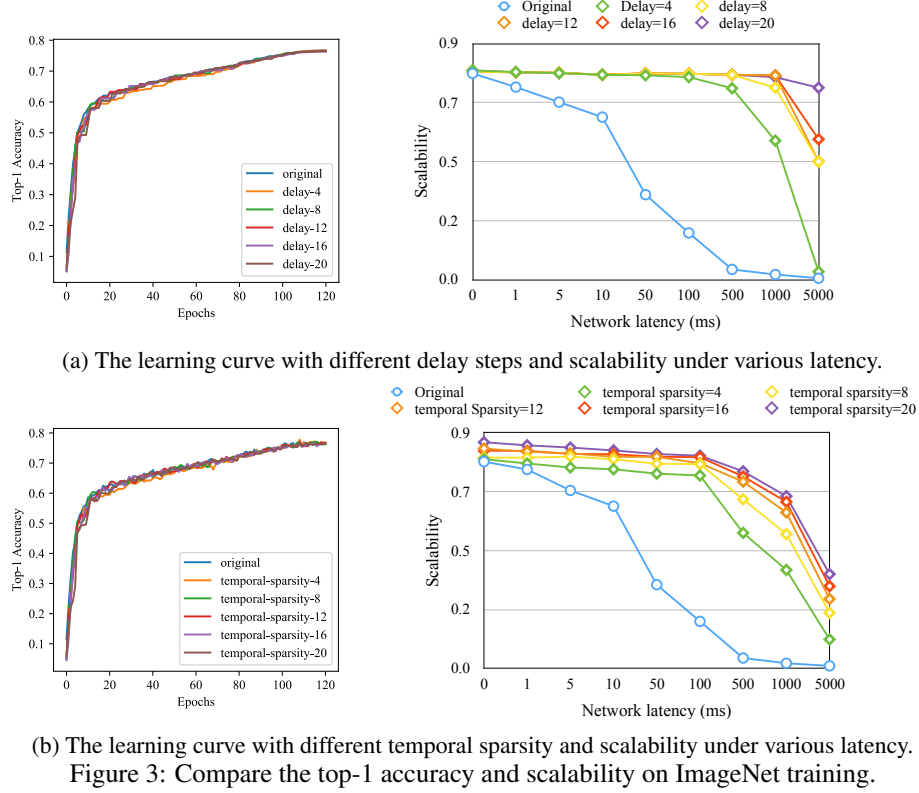 Original Delay=4 delay=8
delay=12 delay=16 delay=20
0.8
0.7
0.6
0.5
0.4
0.3
0.2
0.1
Top-1 Accuracy
original
delay-4
delay-8
delay-12
delay-16
delay-20
0 20 40 60 80 100 120
Epochs
0.9
0.7
0.5
0.2
0.0
Scalability
0 1 5 10 50 100 500 1000 5000
Network latency (ms)
(a) The learning curve with different delay steps and scalability under various latency.
Original temporal sparsity=4 temporal sparsity=8
temporal Sparsity=12 temporal sparsity=16 temporal sparsity=20
0.8
0.7
0.6
0.5
0.4
0.3
0.2
0.1
Top-1 Accuracy
original
temporal-sparsity-4
temporal-sparsity-8
temporal-sparsity-12
temporal-sparsity-16
temporal-sparsity-20
0 20 40 60 80 100 120
Epochs
0.9
0.7
0.5
0.2
0.0
Scalability
0 1 5 10 50 100 500 1000 5000
Network latency (ms)
(b) The learning curve with different temporal sparsity and scalability under various latency.
Figure 3: Compare the top-1 accuracy and scalability on ImageNet training.